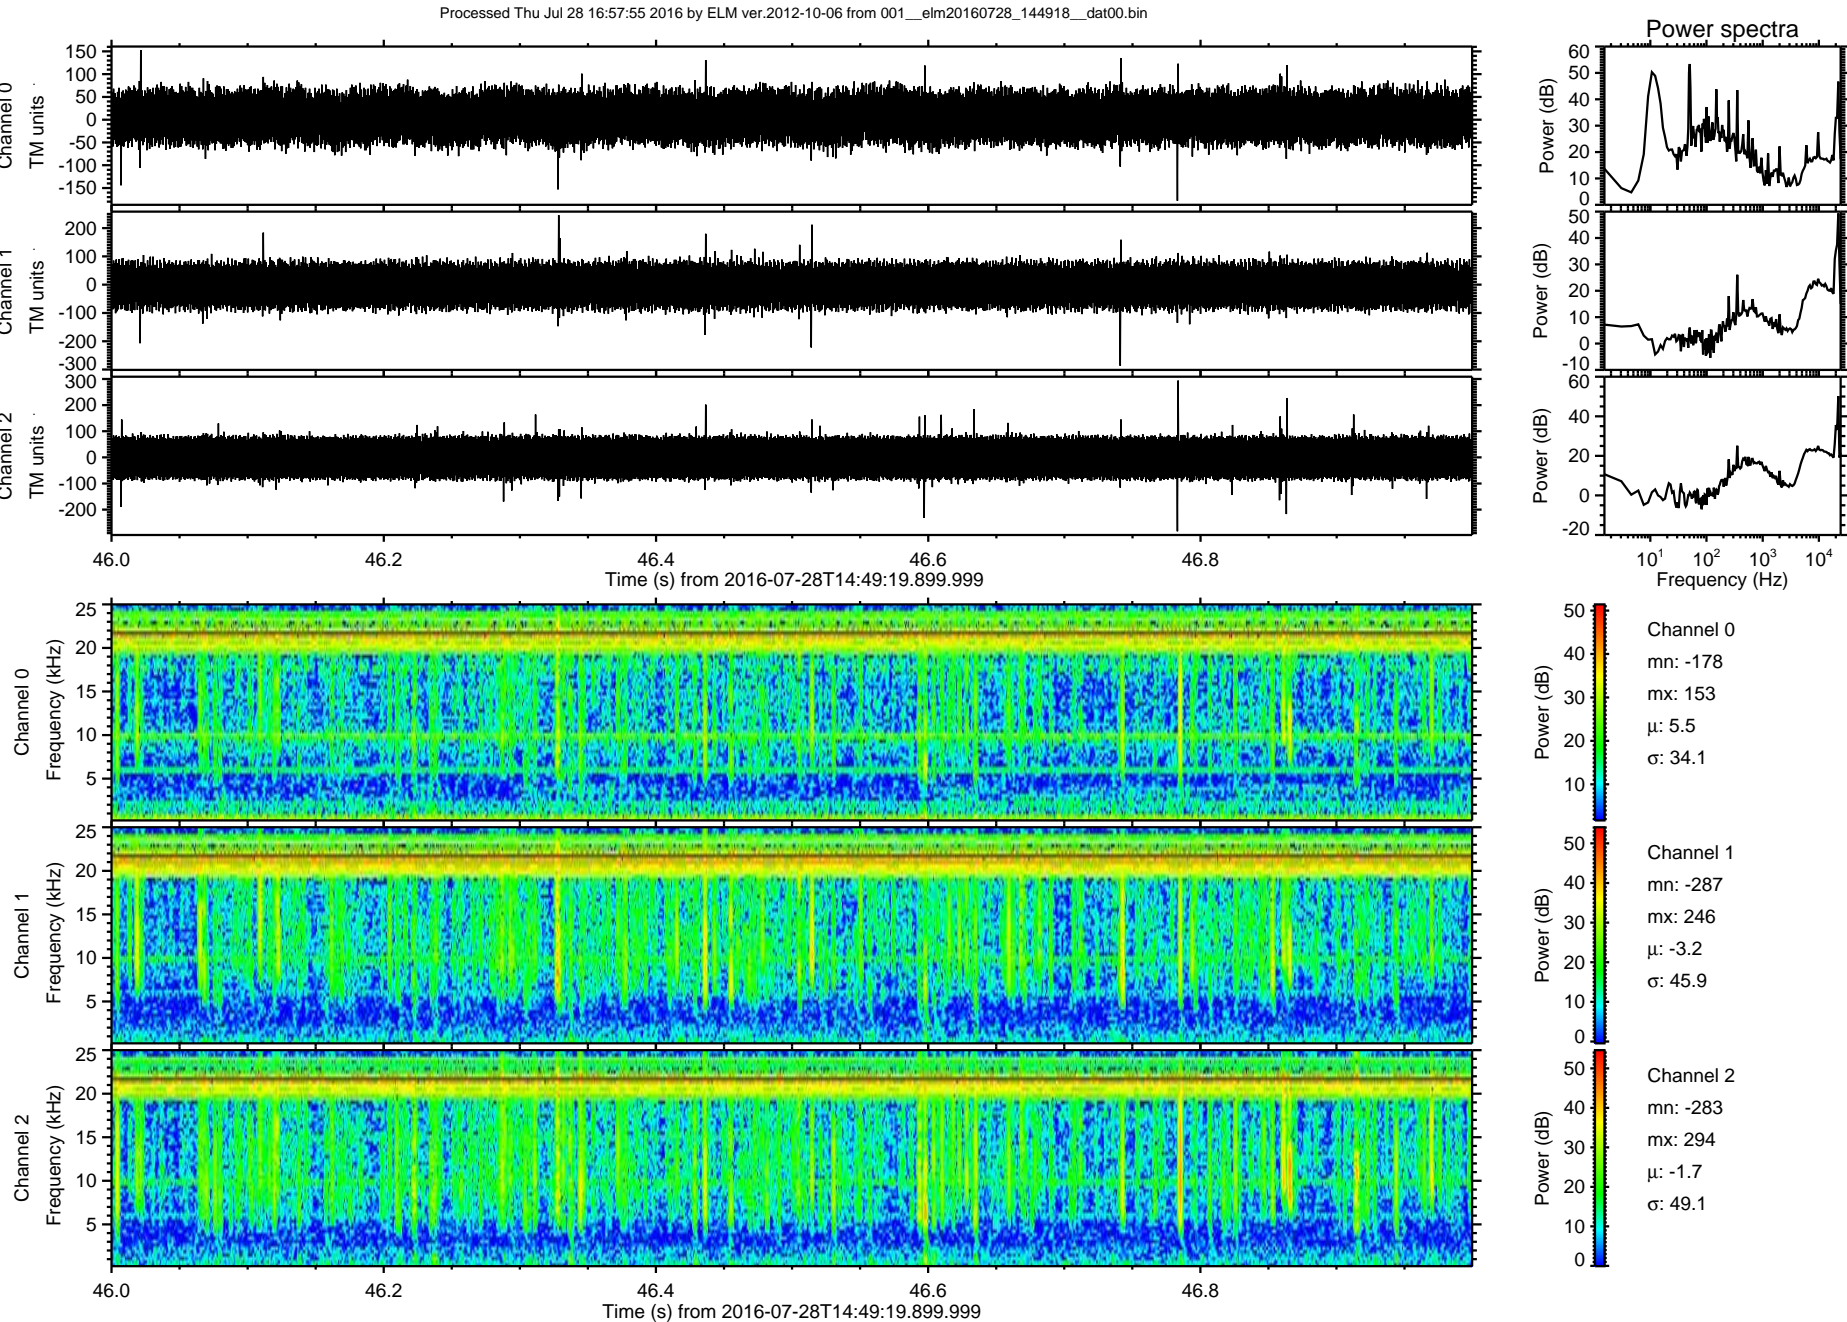 Processed Thu Jul 28 16:57:55 2016 by ELM ver.2012-10-06 from 001__elm20160728_144918__dat00.bin
Power spectra
Channel 0
TM units
150
100
50
0
-50
-100
-150
Power (dB)
60
50
40
30
20
10
0
Channel 1
TM units
200
100
0
-100
-200
-300
Power (dB)
50
40
30
20
10
0
-10
Channel 2
TM units
300
200
100
0
-100
-200
Power (dB)
60
40
20
0
-20
46.0 46.2 46.4 46.6 46.8
Time (s) from 2016-07-28T14:49:19.899.999
10¹ 10² 10³ 10⁴
Frequency (Hz)
Channel 0
Frequency (kHz)
25
20
15
10
5
Power (dB)
50
40
30
20
10
Channel 0
mn: -178
mx: 153
μ: 5.5
σ: 34.1
Channel 1
Frequency (kHz)
25
20
15
10
5
Power (dB)
50
40
30
20
10
0
Channel 1
mn: -287
mx: 246
μ: -3.2
σ: 45.9
Channel 2
Frequency (kHz)
25
20
15
10
5
Power (dB)
50
40
30
20
10
0
Channel 2
mn: -283
mx: 294
μ: -1.7
σ: 49.1
46.0 46.2 46.4 46.6 46.8
Time (s) from 2016-07-28T14:49:19.899.999